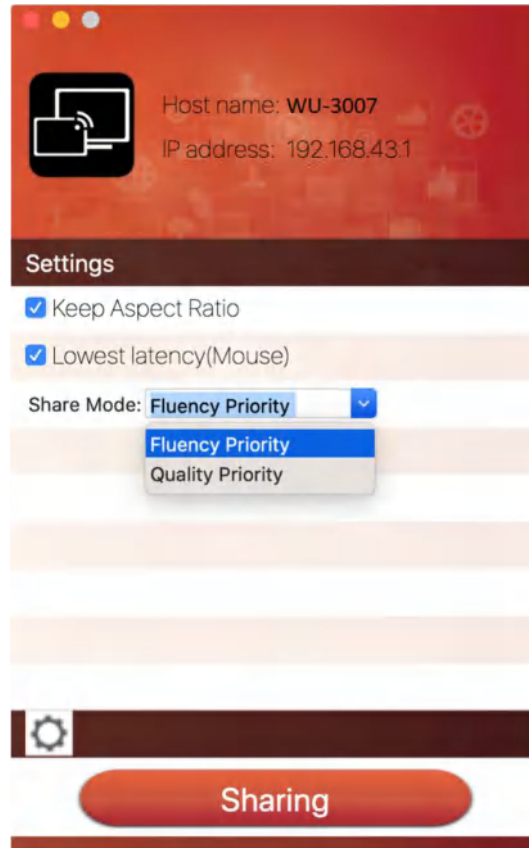 Host name: WU-3007
IP address: 192.168.43.1
Settings
Keep Aspect Ratio
Lowest latency(Mouse)
Share Mode: Fluency Priority
Fluency Priority
Quality Priority
Sharing